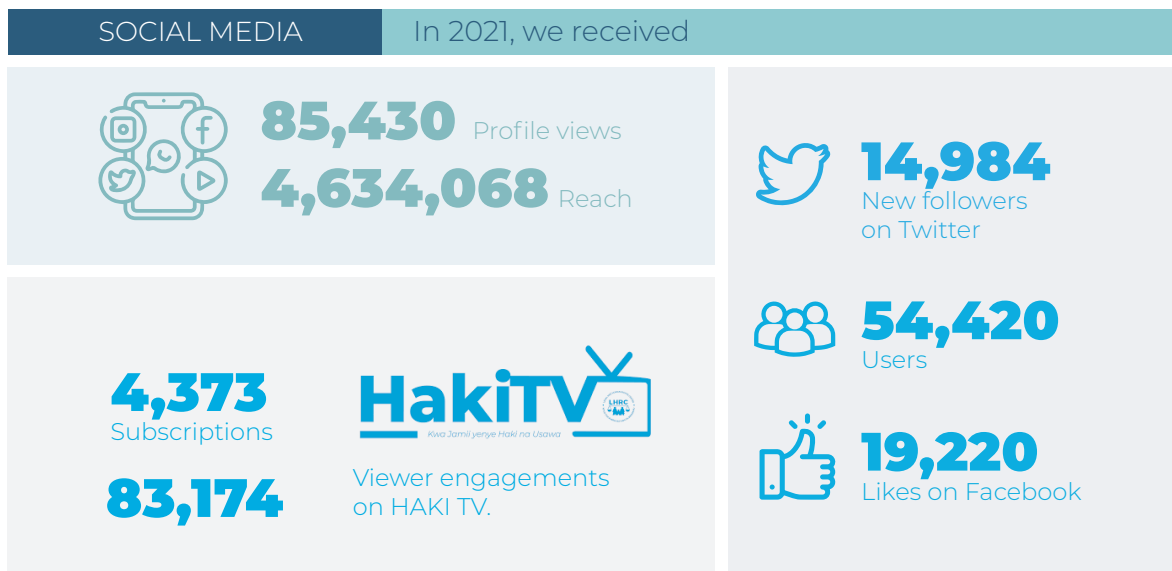 SOCIAL MEDIA
In 2021, we received
85,430 Profile views
4,634,068 Reach
14,984
New followers
on Twitter
54,420
Users
19,220
Likes on Facebook
4,373
Subscriptions
83,174
HakiTV
LHRC
Kwa Jamii yenye Haki na Usawa
Viewer engagements
on HAKI TV.